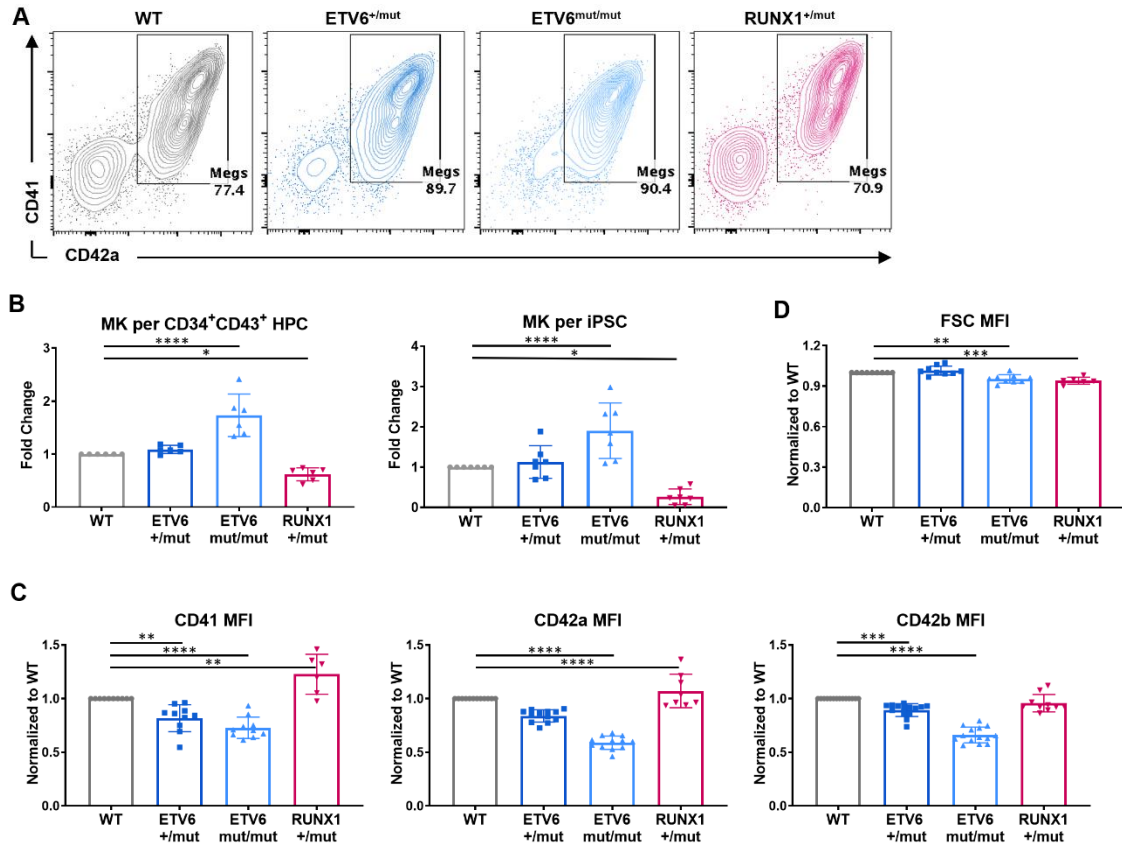 A
WT
ETV6+/mut
ETV6mut/mut
RUNX1+/mut
CD41
Megs
77.4
Megs
89.7
Megs
90.4
Megs
70.9
CD42a
B
MK per CD34+CD43+ HPC
****
*
Fold Change
3
2
1
0
WT
ETV6
+/mut
ETV6
mut/mut
RUNX1
+/mut
MK per iPSC
****
*
Fold Change
4
3
2
1
0
WT
ETV6
+/mut
ETV6
mut/mut
RUNX1
+/mut
D
FSC MFI
**
***
Normalized to WT
1.2
0.9
0.6
0.3
0.0
WT
ETV6
+/mut
ETV6
mut/mut
RUNX1
+/mut
C
CD41 MFI
**
****
**
Normalized to WT
1.5
1.0
0.5
0.0
WT
ETV6
+/mut
ETV6
mut/mut
RUNX1
+/mut
CD42a MFI
****
****
Normalized to WT
1.5
1.0
0.5
0.0
WT
ETV6
+/mut
ETV6
mut/mut
RUNX1
+/mut
CD42b MFI
***
****
Normalized to WT
1.5
1.0
0.5
0.0
WT
ETV6
+/mut
ETV6
mut/mut
RUNX1
+/mut